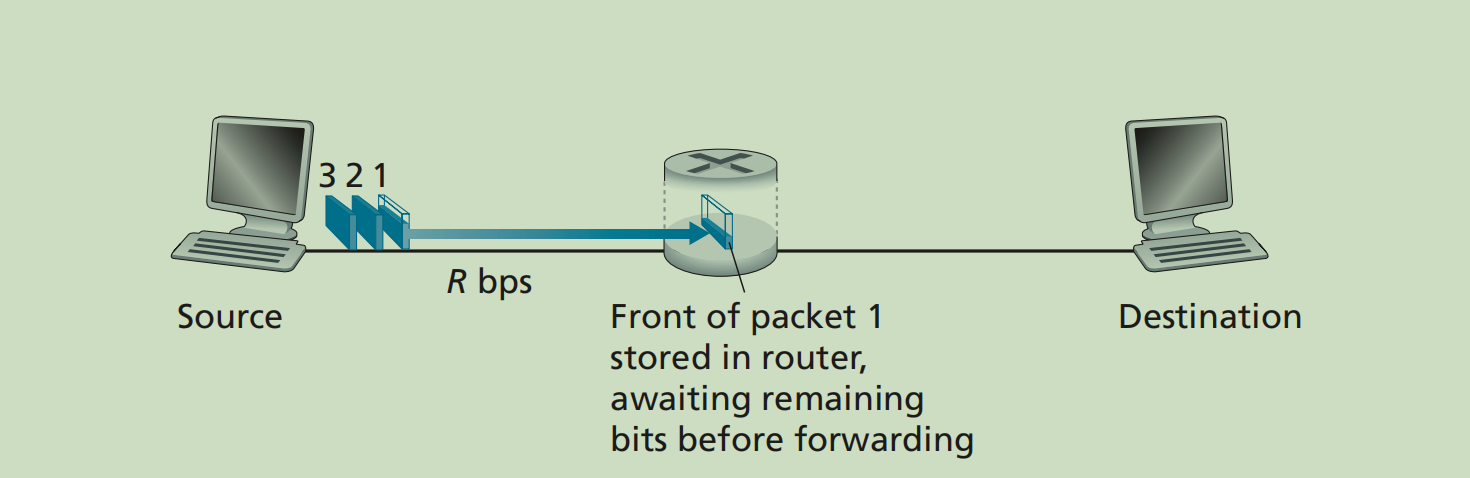 3 2 1
R bps
Source
Front of packet 1
stored in router,
awaiting remaining
bits before forwarding
Destination